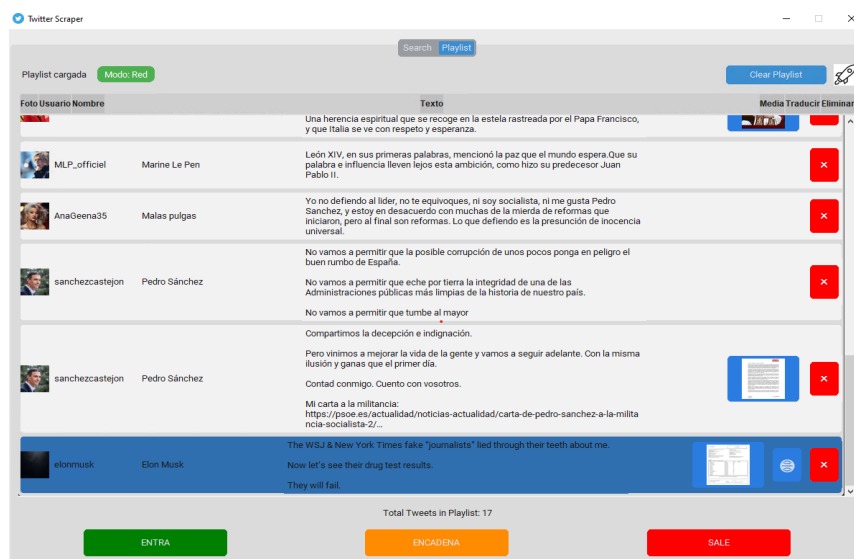 Twitter Scraper
Search Playlist
Playlist cargada Modo: Red Clear Playlist
Foto Usuario Nombre Texto Media Traducir Eliminar
Una herencia espiritual que se recoge en la estela rastreada por el Papa Francisco,
y que Italia se ve con respeto y esperanza.
MLP_officiel Marine Le Pen
León XIV, en sus primeras palabras, mencionó la paz que el mundo espera.Que su
palabra e influencia lleven lejos esta ambición, como hizo su predecesor Juan
Pablo II.
AnaGeena35 Malas pulgas
Yo no defiendo al lider, no te equivoques, ni soy socialista, ni me gusta Pedro
Sanchez, y estoy en desacuerdo con muchas de la mierda de reformas que
iniciaron, pero al final son reformas. Lo que defiendo es la presunción de inocencia
universal.
sanchezcastejon Pedro Sánchez
No vamos a permitir que la posible corrupción de unos pocos ponga en peligro el
buen rumbo de España.
No vamos a permitir que eche por tierra la integridad de una de las
Administraciones públicas más limpias de la historia de nuestro país.
No vamos a permitir que tumbe al mayor
sanchezcastejon Pedro Sánchez
Compartimos la decepción e indignación.
Pero vinimos a mejorar la vida de la gente y vamos a seguir adelante. Con la misma
ilusión y ganas que el primer día.
Contad conmigo. Cuento con vosotros.
Mi carta a la militancia:
https://psoe.es/actualidad/noticias-actualidad/carta-de-pedro-sanchez-a-la-milita
ncia-socialista-2/...
elonmusk Elon Musk
The WSJ & New York Times fake "journalists" lied through their teeth about me.
Now let's see their drug test results.
They will fail.
Total Tweets in Playlist: 17
ENTRA ENCADENA SALE